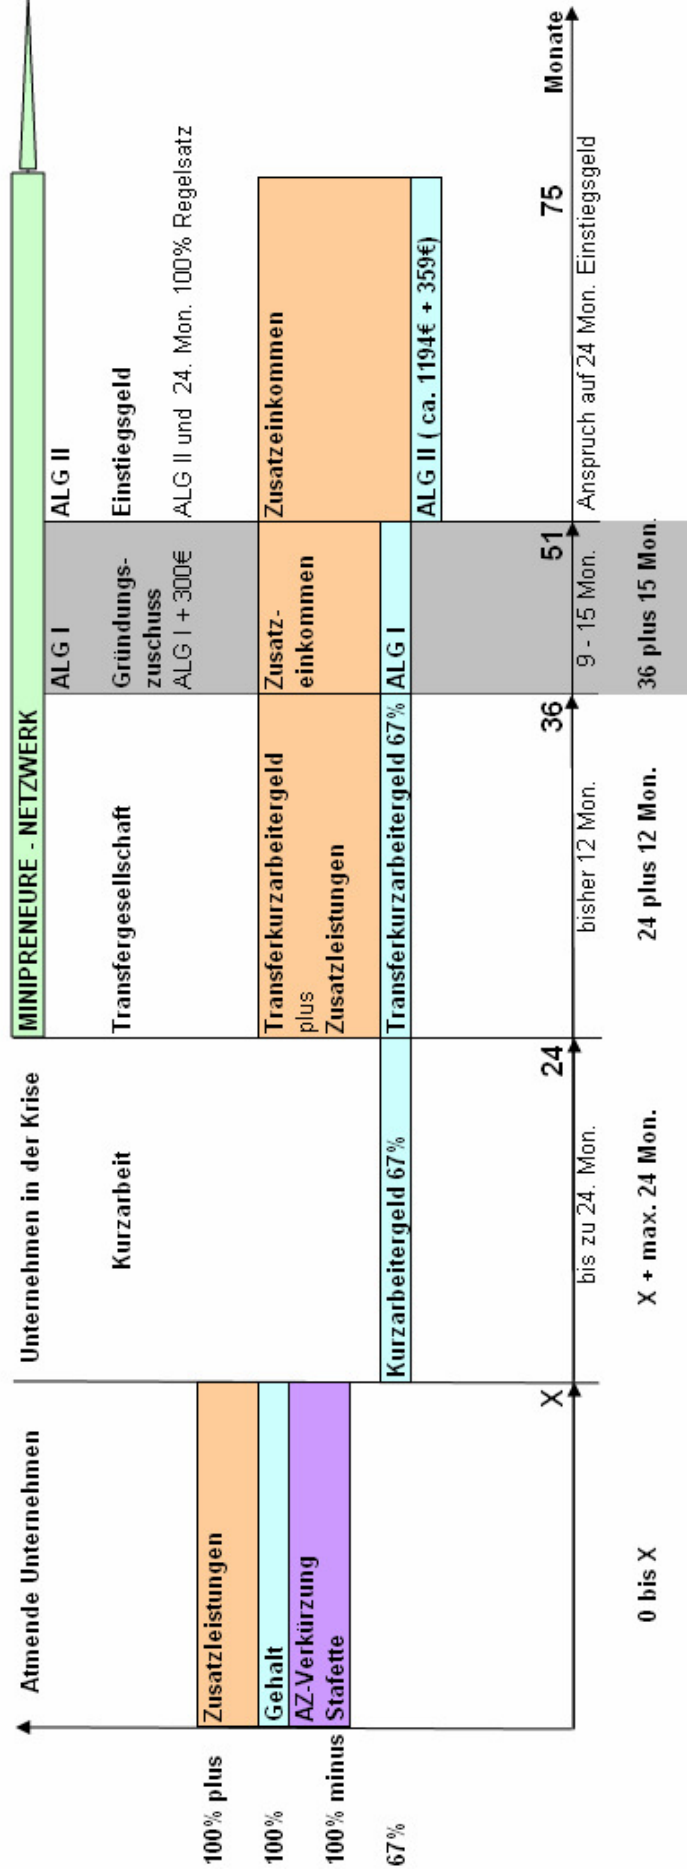 Atmende Unternehmen
Unternehmen in der Krise
MINIPRENEURE - NETZWERK
Kurzarbeit
Transfergesellschaft
ALG I
Gründungs-
zuschuss
ALG I + 300€
ALG II
Einstiegsgeld
ALG II und 24. Mon. 100% Regelsatz
100% plus
100%
100% minus
67%
Zusatzleistungen
Gehalt
AZ-Verkürzung
Stafette
Kurzarbeitergeld 67%
Transferkurzarbeitergeld
plus
Zusatzleistungen
Transferkurzarbeitergeld 67%
Zusatz-
einkommen
ALG I
Zusatzeinkommen
ALG II ( ca. 1194€ + 359€)
X
24
36
51
75
Monate
bis zu 24. Mon.
bisher 12 Mon.
9 - 15 Mon.
Anspruch auf 24 Mon. Einstiegsgeld
0 bis X
X + max. 24 Mon.
24 plus 12 Mon.
36 plus 15 Mon.